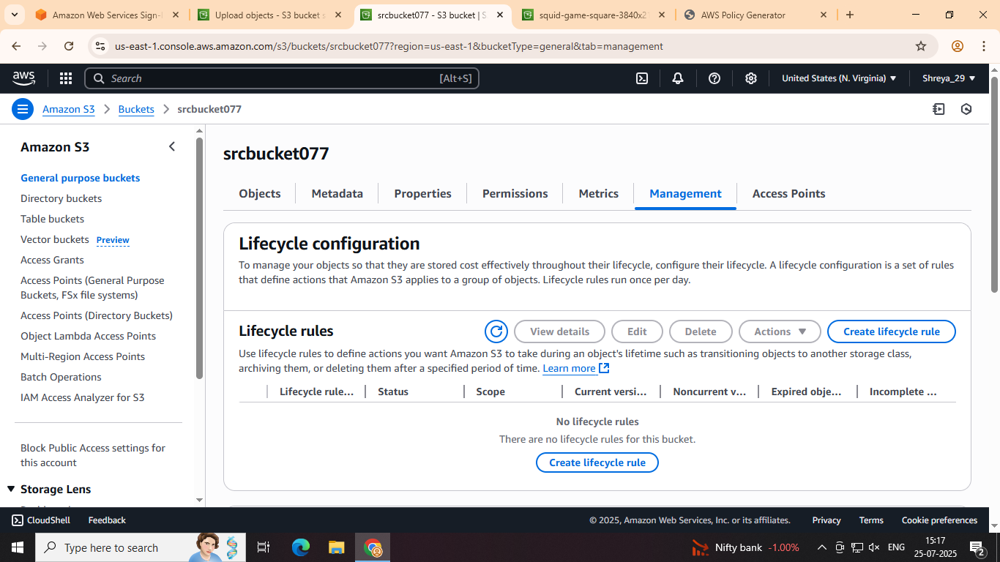 Amazon Web Services Sign-I
Upload objects - S3 bucket s
srcbucket077 - S3 bucket | S
squid-game-square-3840x2
AWS Policy Generator
us-east-1.console.aws.amazon.com/s3/buckets/srcbucket077?region=us-east-1&bucketType=general&tab=management
aws
Search
[Alt+S]
United States (N. Virginia)
Shreya_29
Amazon S3
Buckets
srcbucket077
Amazon S3
General purpose buckets
Directory buckets
Table buckets
Vector buckets Preview
Access Grants
Access Points (General Purpose
Buckets, FSx file systems)
Access Points (Directory Buckets)
Object Lambda Access Points
Multi-Region Access Points
Batch Operations
IAM Access Analyzer for S3
Block Public Access settings for
this account
Storage Lens
srcbucket077
Objects
Metadata
Properties
Permissions
Metrics
Management
Access Points
Lifecycle configuration
To manage your objects so that they are stored cost effectively throughout their lifecycle, configure their lifecycle. A lifecycle configuration is a set of rules
that define actions that Amazon S3 applies to a group of objects. Lifecycle rules run once per day.
Lifecycle rules
View details
Edit
Delete
Actions
Create lifecycle rule
Use lifecycle rules to define actions you want Amazon S3 to take during an object's lifetime such as transitioning objects to another storage class,
archiving them, or deleting them after a specified period of time. Learn more
Lifecycle rule...
Status
Scope
Current versi...
Noncurrent v...
Expired obje...
Incomplete ...
No lifecycle rules
There are no lifecycle rules for this bucket.
Create lifecycle rule
CloudShell
Feedback
© 2025, Amazon Web Services, Inc. or its affiliates.
Privacy
Terms
Cookie preferences
Type here to search
Nifty bank -1.00%
ENG
15:17
25-07-2025
2